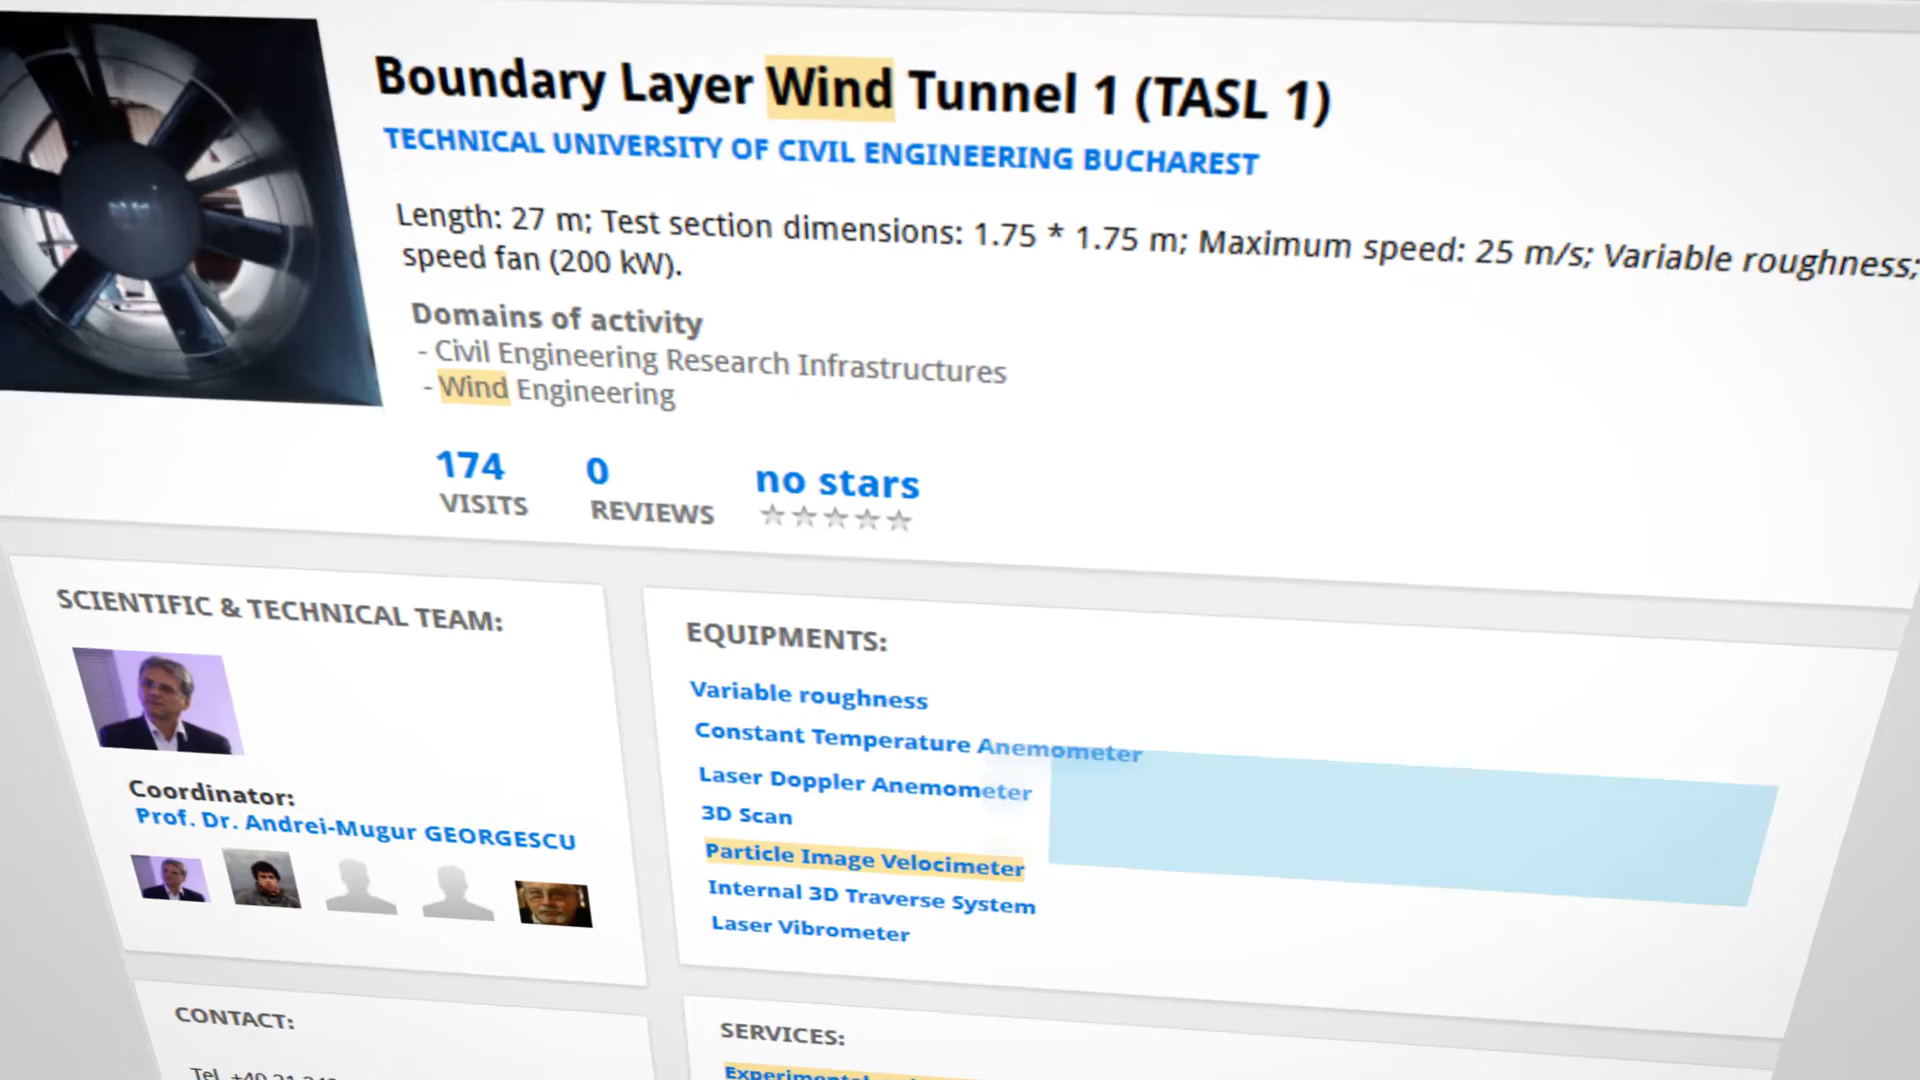 Boundary Layer Wind Tunnel 1 (TASL 1)
TECHNICAL UNIVERSITY OF CIVIL ENGINEERING BUCHAREST
Length: 27 m; Test section dimensions: 1.75 * 1.75 m; Maximum speed: 25 m/s; Variable roughness;
speed fan (200 kW).
Domains of activity
- Civil Engineering Research Infrastructures
- Wind Engineering
174
VISITS
0
REVIEWS
no stars
SCIENTIFIC & TECHNICAL TEAM:
Coordinator:
Prof. Dr. Andrei-Mugur GEORGESCU
EQUIPMENTS:
Variable roughness
Constant Temperature Anemometer
Laser Doppler Anemometer
3D Scan
Particle Image Velocimeter
Internal 3D Traverse System
Laser Vibrometer
CONTACT:
Tel. +40 21
SERVICES:
Experimental